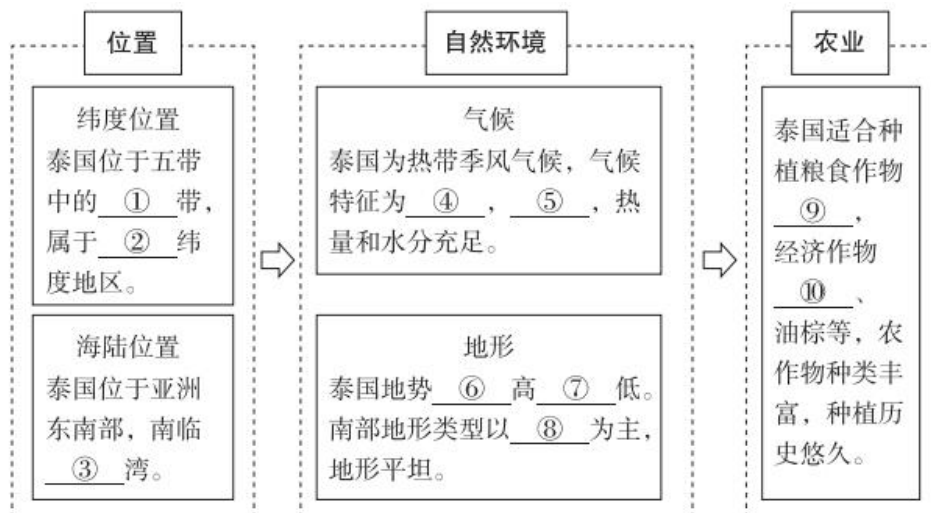 位置
纬度位置
泰国位于五带
中的 ① 带，
属于 ② 纬
度地区。
海陆位置
泰国位于亚洲
东南部，南临
③ 湾。
自然环境
气候
泰国为热带季风气候，气候
特征为 ④ ， ⑤ ，热
量和水分充足。
地形
泰国地势 ⑥ 高 ⑦ 低。
南部地形类型以 ⑧ 为主，
地形平坦。
农业
泰国适合种
植粮食作物
⑨ ，
经济作物
⑩ 、
油棕等，农
作物种类丰
富，种植历
史悠久。